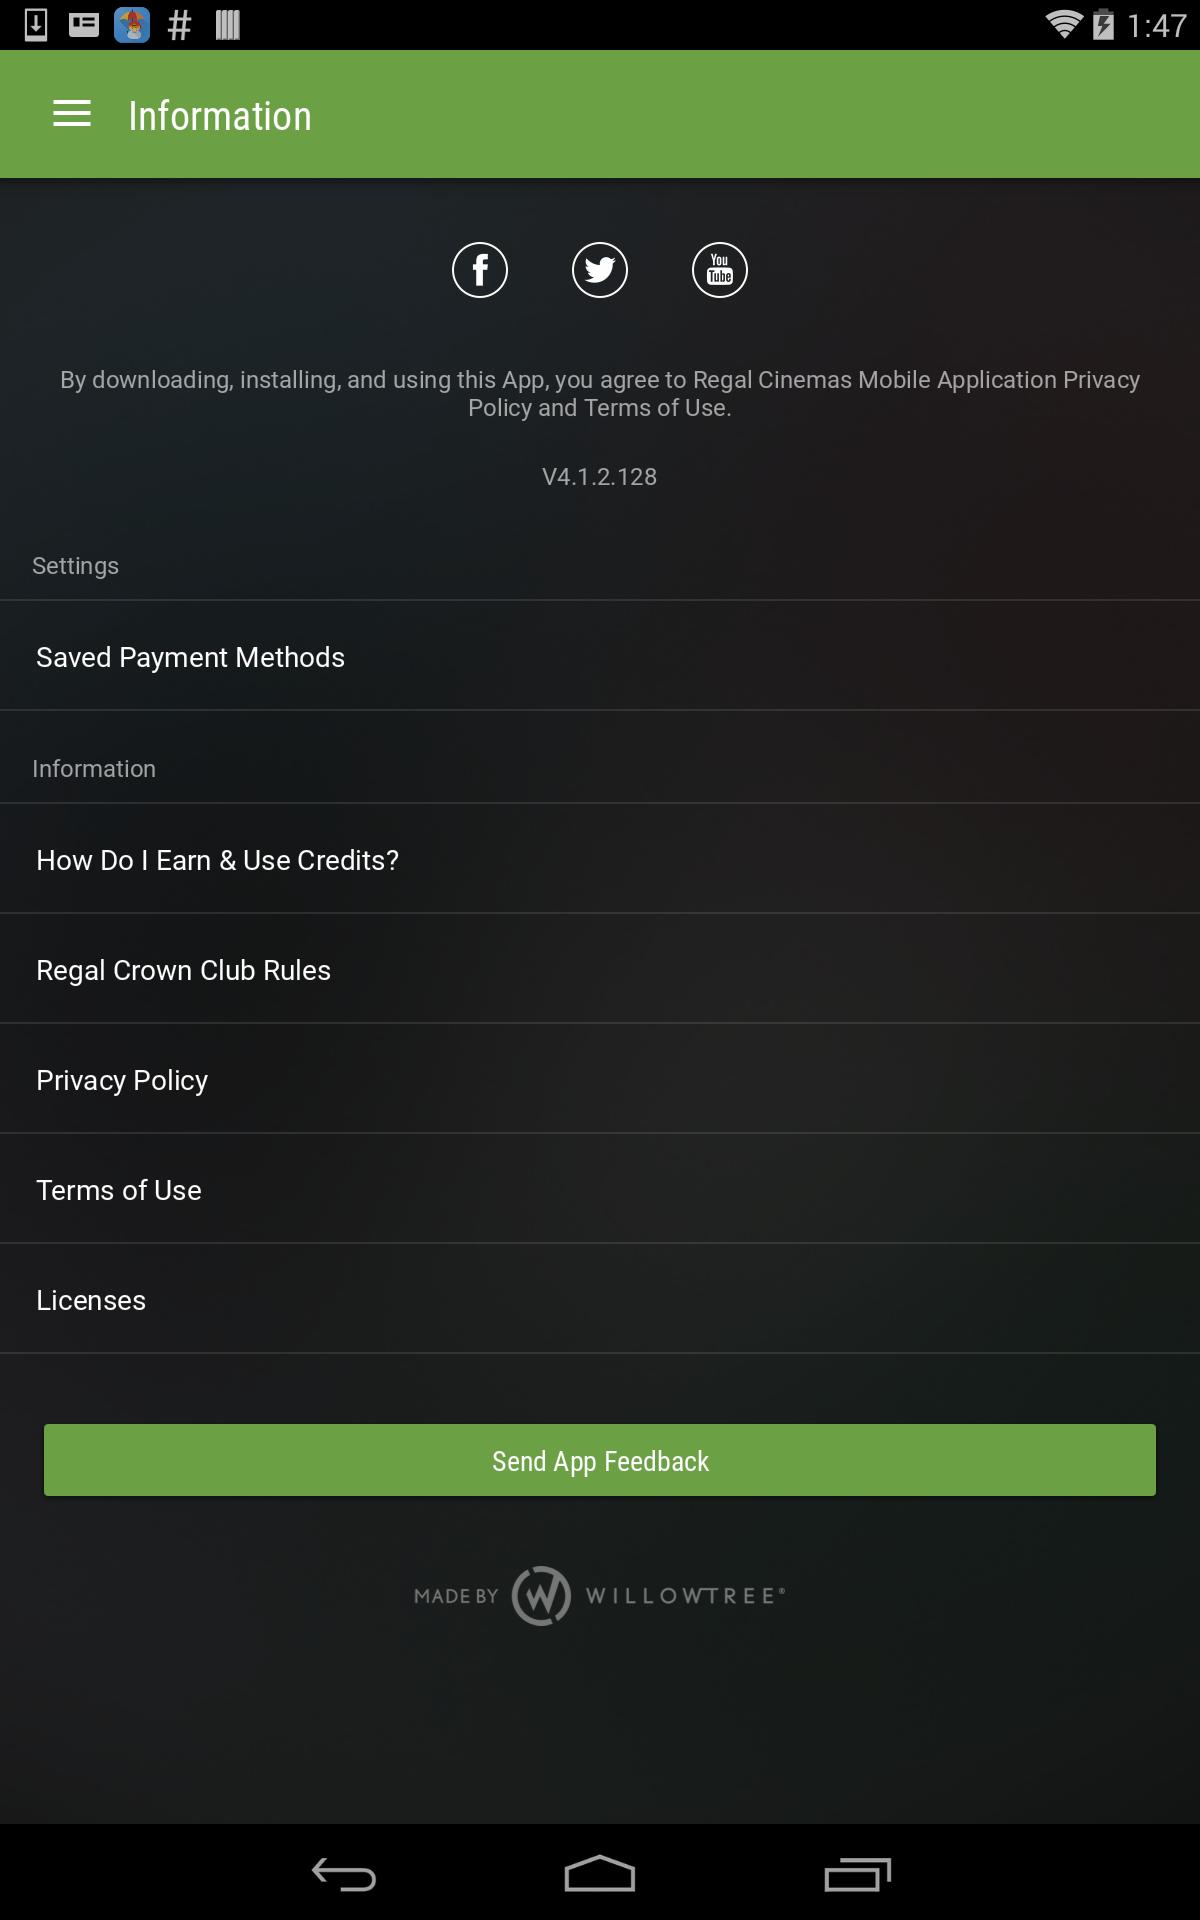 1:47
Information
You
Tube
By downloading, installing, and using this App, you agree to Regal Cinemas Mobile Application Privacy
Policy and Terms of Use.
V4.1.2.128
Settings
Saved Payment Methods
Information
How Do I Earn & Use Credits?
Regal Crown Club Rules
Privacy Policy
Terms of Use
Licenses
Send App Feedback
MADE BY WILLOWTREE®